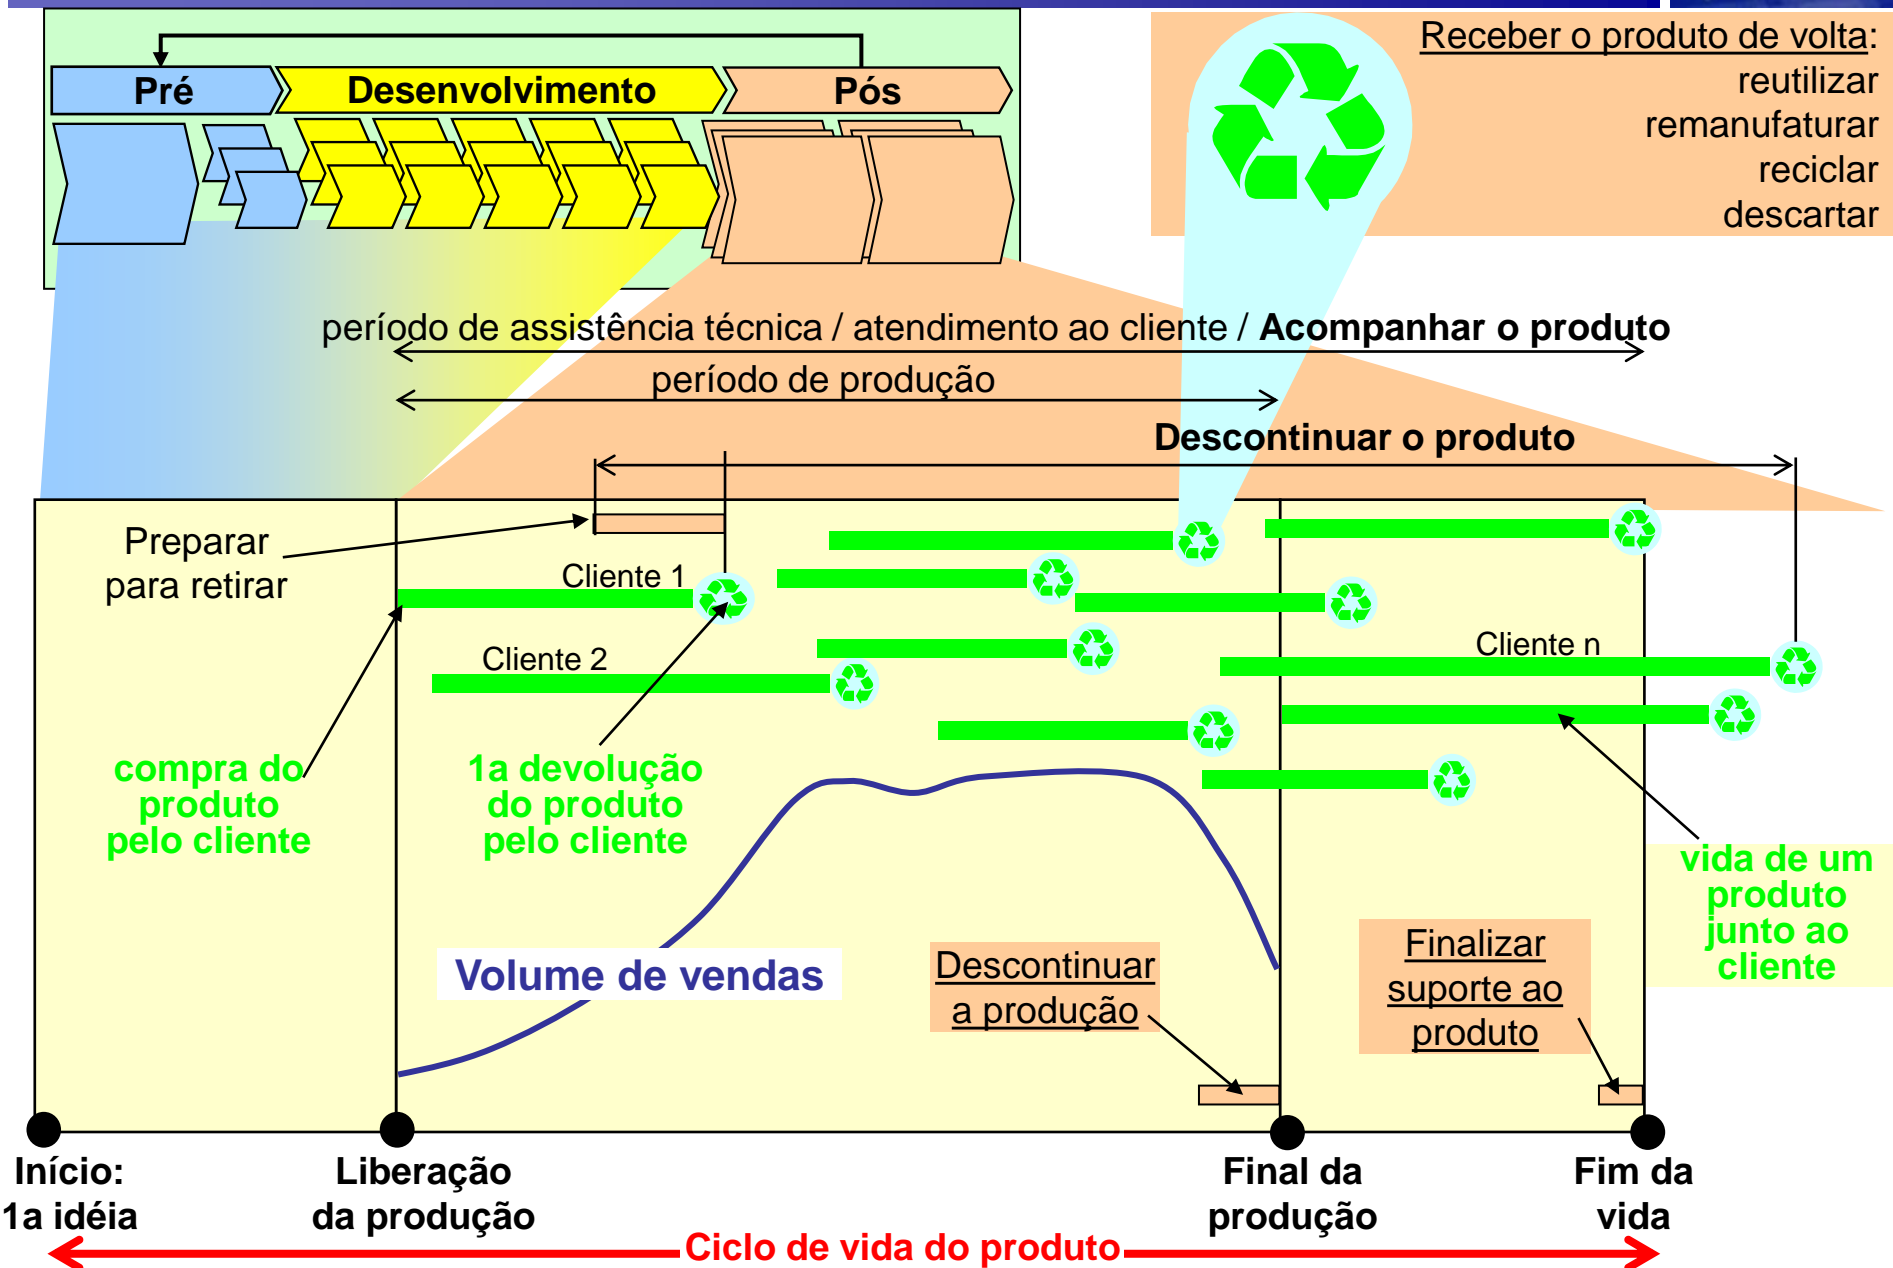 Receber o produto de volta:
reutilizar
remanufaturar
reciclar
descartar
Pré
Desenvolvimento
Pós
período de assistência técnica / atendimento ao cliente / Acompanhar o produto
período de produção
Descontinuar o produto
Preparar
para retirar
Cliente 1
Cliente 2
Cliente n
compra do
produto
pelo cliente
1a devolução
do produto
pelo cliente
vida de um
produto
junto ao
cliente
Volume de vendas
Descontinuar
a produção
Finalizar
suporte ao
produto
Início:
1a idéia
Liberação
da produção
Final da
produção
Fim da
vida
Ciclo de vida do produto